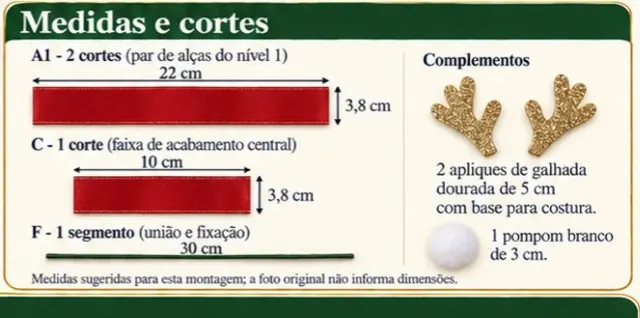 Medidas e cortes
A1 - 2 cortes (par de alças do nível 1)
22 cm
3,8 cm
C - 1 corte (faixa de acabamento central)
10 cm
3,8 cm
F - 1 segmento (união e fixação)
30 cm
Medidas sugeridas para esta montagem; a foto original não informa dimensões.
Complementos
2 apliques de galhada
dourada de 5 cm
com base para costura.
1 pompom branco
de 3 cm.